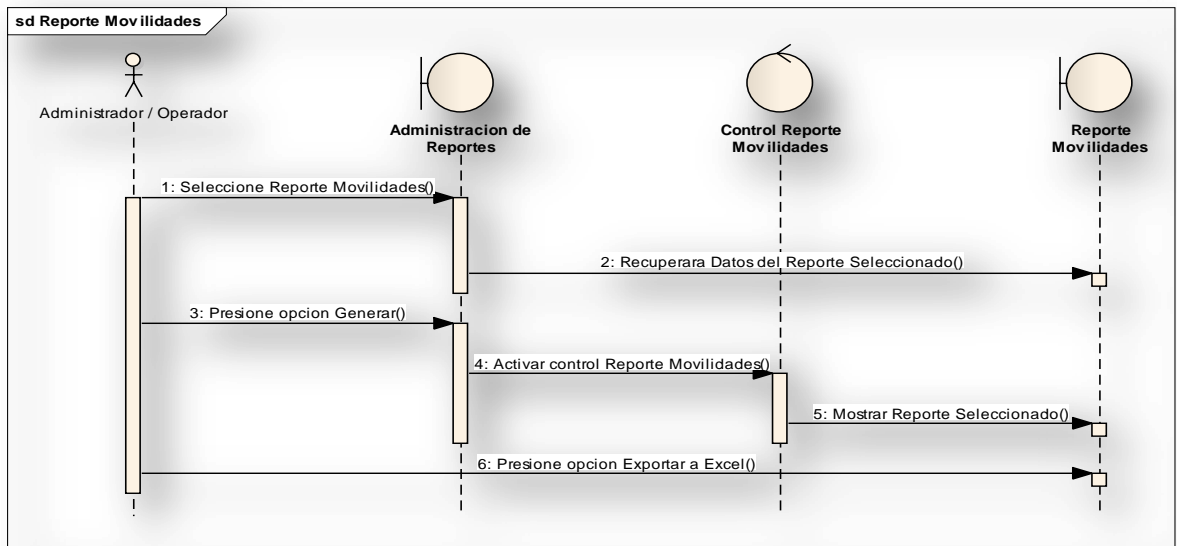 sd Reporte Movilidades
Administrador / Operador
Administracion de
Reportes
Control Reporte
Movilidades
Reporte
Movilidades
1: Seleccione Reporte Movilidades()
2: Recuperara Datos del Reporte Seleccionado()
3: Presione opcion Generar()
4: Activar control Reporte Movilidades()
5: Mostrar Reporte Seleccionado()
6: Presione opcion Exportar a Excel()